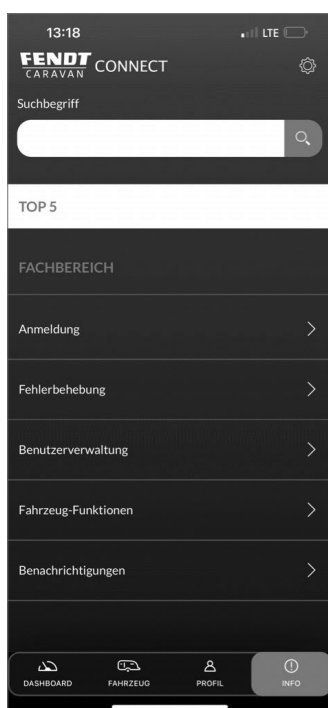 13:18
LTE
FENDT
CARAVAN
CONNECT
Suchbegriff
TOP 5
FACHBEREICH
Anmeldung
Fehlerbehebung
Benutzerverwaltung
Fahrzeug-Funktionen
Benachrichtigungen
DASHBOARD
FAHRZEUG
PROFIL
INFO